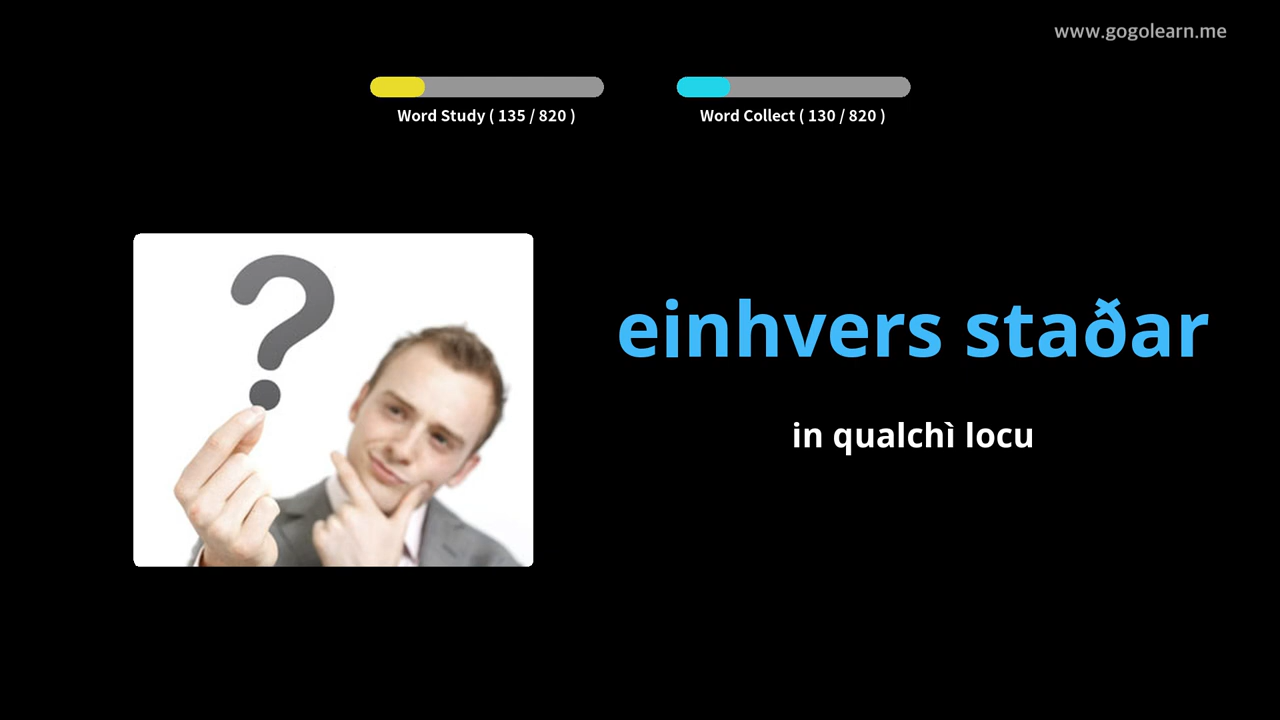 www.gogolearn.me
Word Study ( 135 / 820 )
Word Collect ( 130 / 820 )
einhvers staðar
in qualchì locu